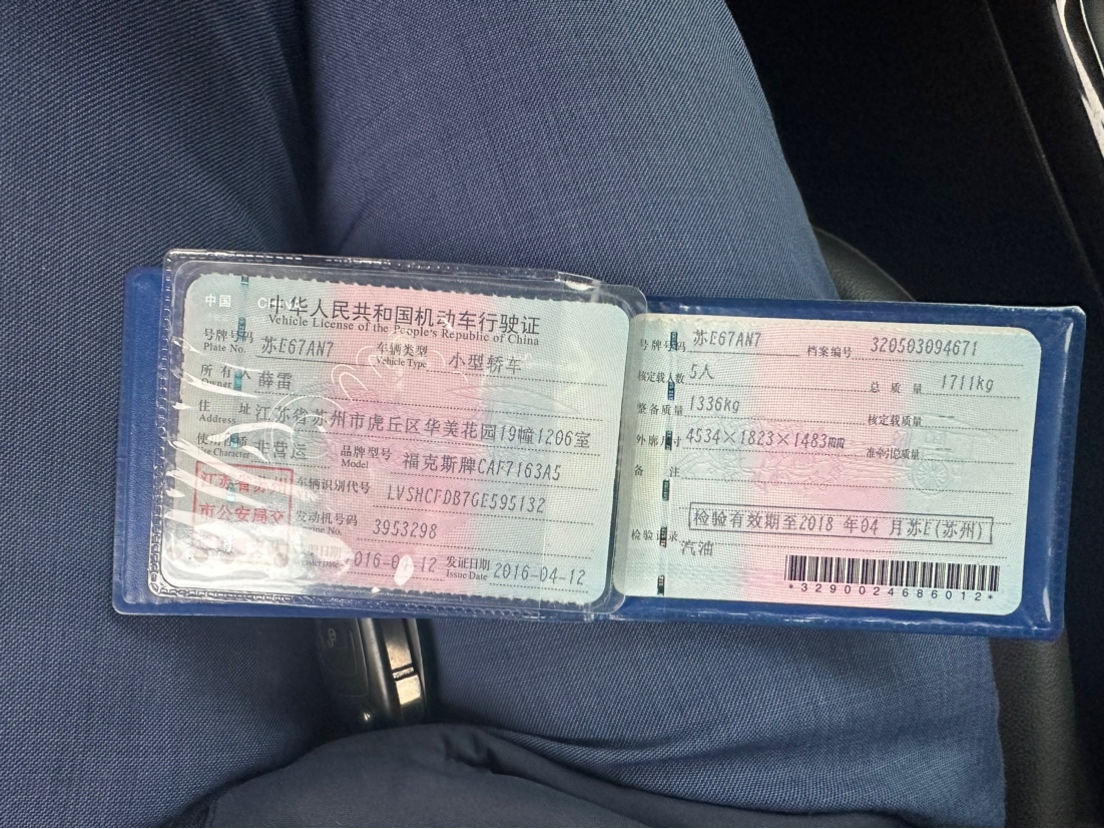 中国 CHINA
中华人民共和国机动车行驶证
Vehicle License of the People's Republic of China
号牌号码 苏E67AN7 车辆类型 小型轿车
Plate No. Vehicle Type
所有人 薛雷
Owner
住 址 江苏省苏州市虎丘区华美花园19幢1206室
Address
使用性质 非营运 品牌型号 福克斯牌CAF7163A5
Character Model
江苏省苏州 车辆识别代号 LVSHCFDB7GE595132
市公安局交 发动机号码 3953298
No.
日期 016-04-12 发证日期 2016-04-12
Issue Date
号牌号码 苏E67AN7 档案编号 320503094671
核定载人数 5人 总 质 量 1711kg
整备质量 1336kg 核定载质量
外廓尺寸 4534×1823×1483㎜ 准牵引总质量
备 注
检验有效期至2018 年04 月苏E(苏州)
检验记录 汽油
*3290024686012*